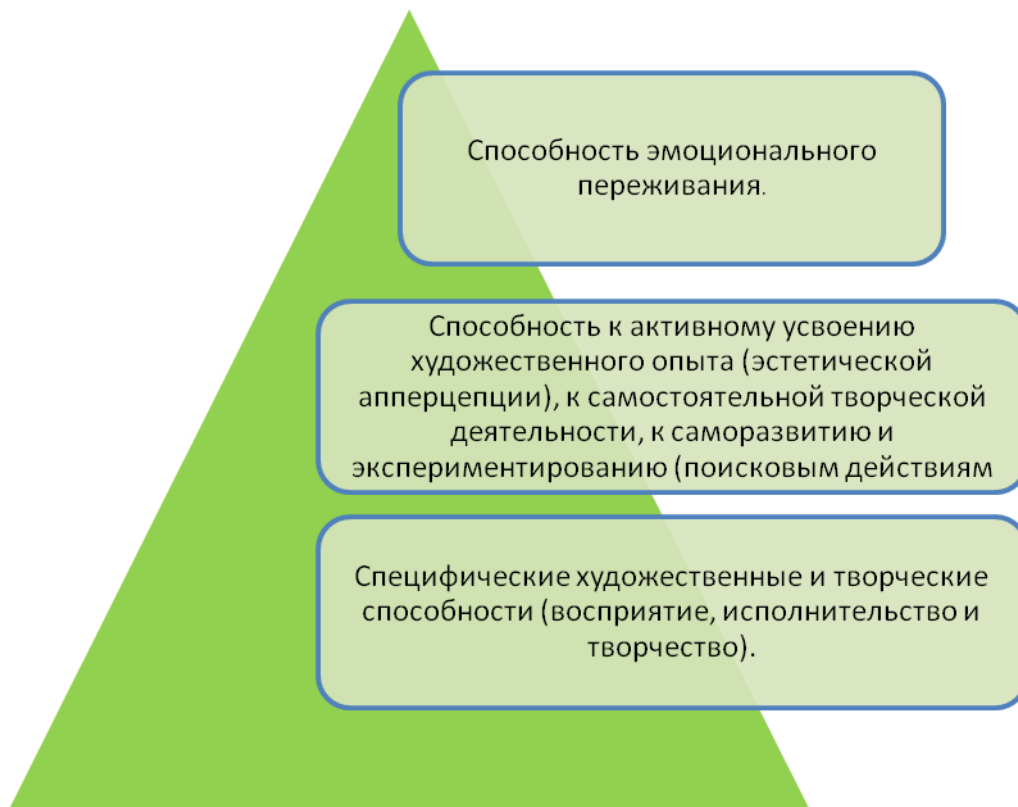 Способность эмоционального
переживания.
Способность к активному усвоению
художественного опыта (эстетической
апперцепции), к самостоятельной творческой
деятельности, к саморазвитию и
экспериментированию (поисковым действиям
Специфические художественные и творческие
способности (восприятие, исполнительство и
творчество).